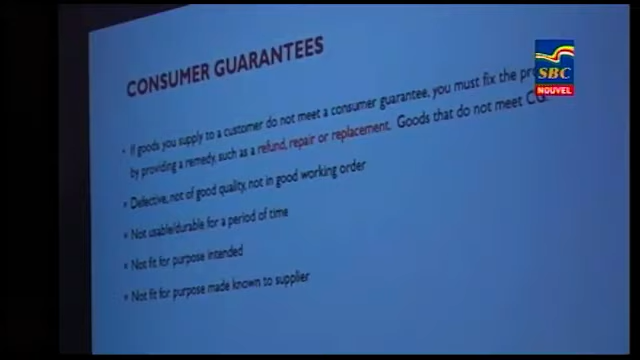 CONSUMER GUARANTEES
SBC
NOUVEL
• If goods you supply to a customer do not meet a consumer guarantee, you must fix the
by providing a remedy, such as a refund, repair or replacement. Goods that do not meet CG
• Defective, not of good quality, not in good working order
• Not usable/durable for a period of time
• Not fit for purpose intended
• Not fit for purpose made known to supplier